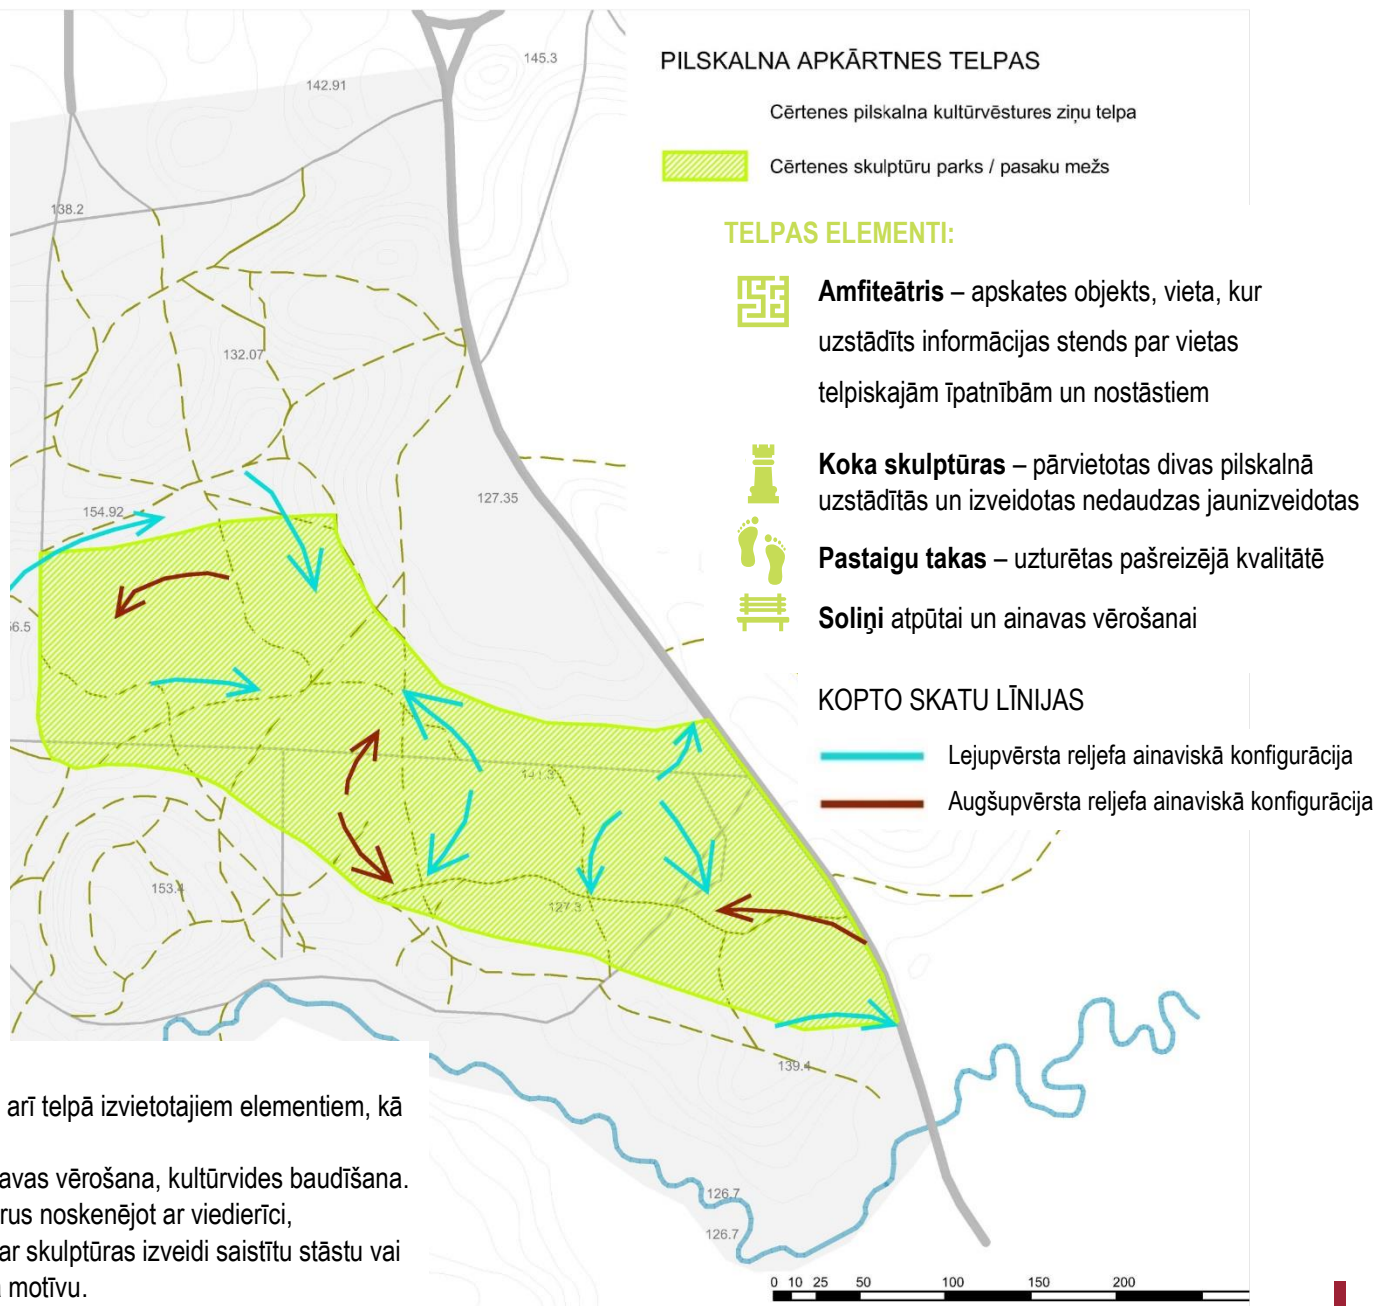 PILSKALNA APKĀRTNES TELPAS
Cērtenes pilskalna kultūrvēstures ziņu telpa
Cērtenes skulptūru parks / pasaku mežs
TELPAS ELEMENTI:
Amfiteātris – apskates objekts, vieta, kur
uzstādīts informācijas stends par vietas
telpiskajām īpatnībām un nostāstiem
Koka skulptūras – pārvietotas divas pilskalnā
uzstādītās un izveidotas nedaudzas jaunizveidotas
Pastaigu takas – uzturētas pašreizējā kvalitātē
Soliņi atpūtai un ainavas vērošanai
KOPTO SKATU LĪNIJAS
Lejupvērsta reljefa ainaviskā konfigurācija
Augšupvērsta reljefa ainaviskā konfigurācija
145.3
142.91
138.2
132.07
127.35
154.92
56.5
153.4
127.3
139.4
126.7
126.7
arī telpā izvietotajiem elementiem, kā
avas vērošana, kultūrvides baudīšana.
rus noskenējot ar viedierīci,
ar skulptūras izveidi saistītu stāstu vai
motīvu.
0 10 25 50 100 150 200